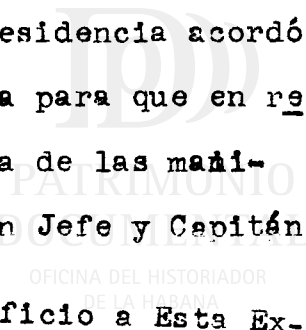 esidencia acordó
a para que en re
a de las mani-
PATRIMONIO
DOCUMENTAL
n Jefe y Capitán
OFICINA DEL HISTORIADOR
DE LA HABANA
ficio a Esta Ex-